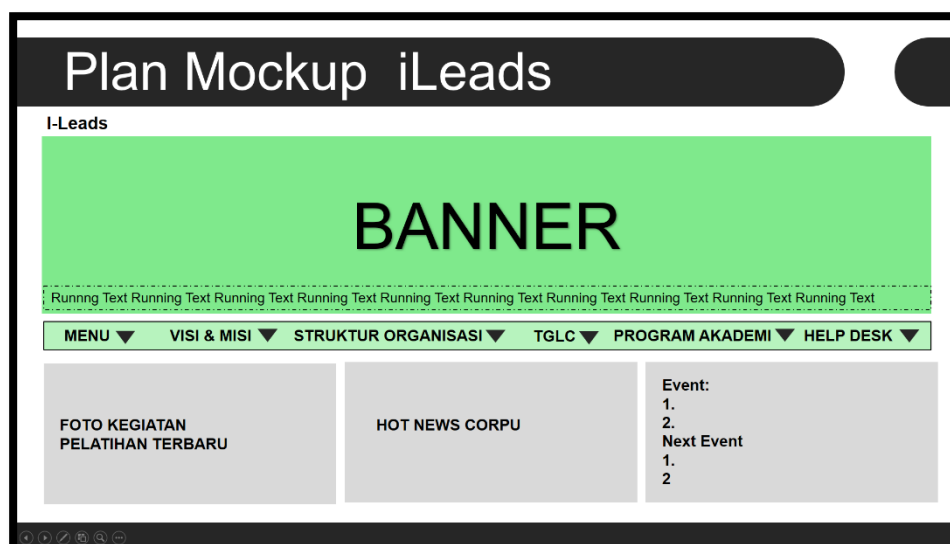 Plan Mockup iLeads
I-Leads
BANNER
Runnng Text Running Text Running Text Running Text Running Text Running Text Running Text Running Text Running Text Running Text
MENU VISI & MISI STRUKTUR ORGANISASI TGLC PROGRAM AKADEMI HELP DESK
FOTO KEGIATAN
PELATIHAN TERBARU
HOT NEWS CORPU
Event:
1.
2.
Next Event
1.
2